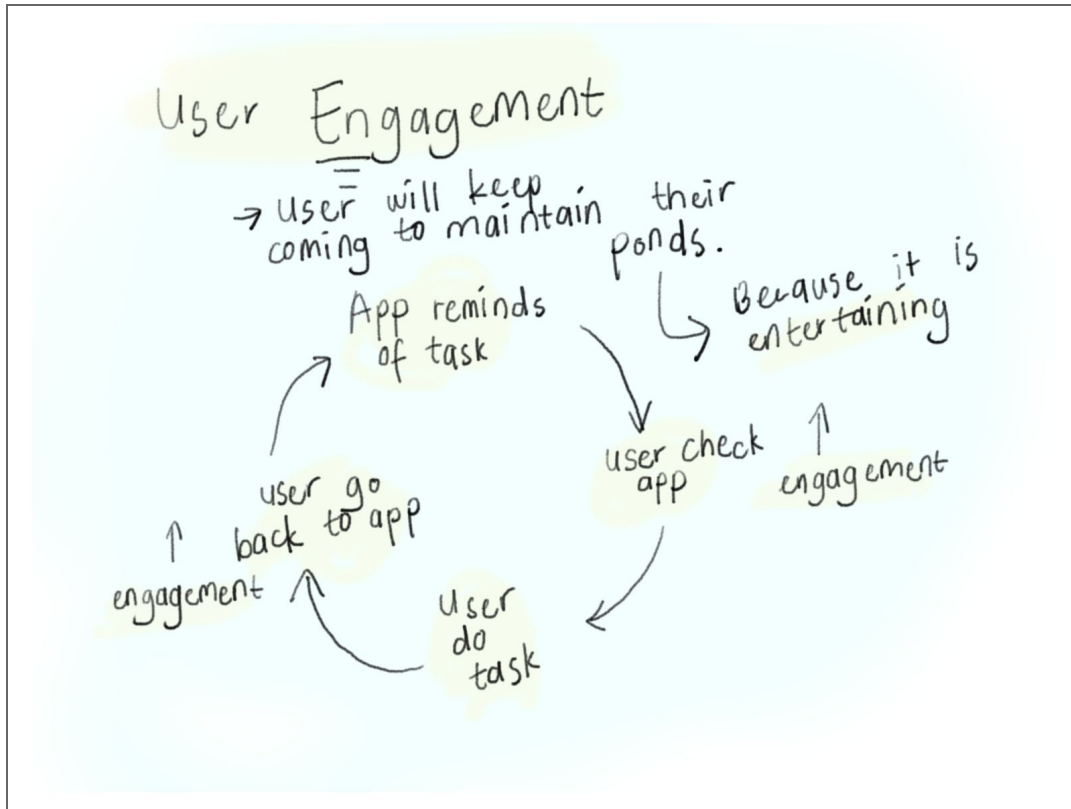 User Engagement
→ user will keep
coming to maintain their
ponds.
Because it is
entertaining
App reminds
of task
user check
app
↑
engagement
user do
task
user go
back to app
↑
engagement